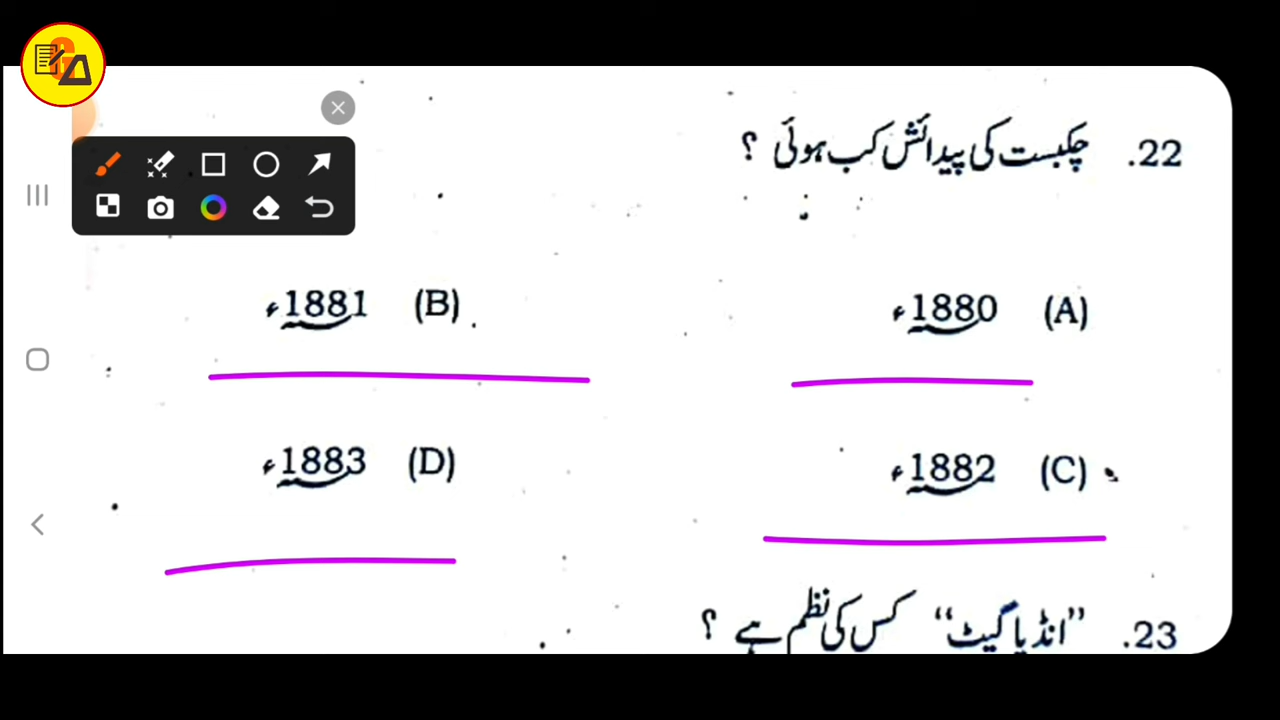 22. چکبست کی پیدائش کب ہوئی ؟
(A) 1880ء (B) 1881ء
(C) 1882ء (D) 1883ء
23. ”انڈیا گیٹ“ کس کی نظم ہے ؟